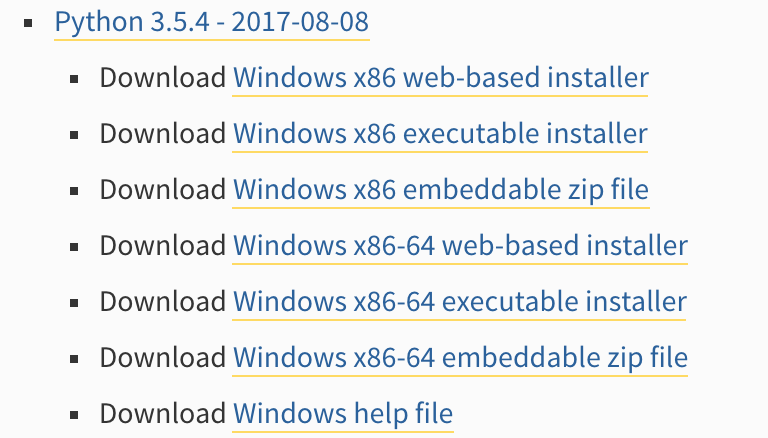 Python 3.5.4 - 2017-08-08
Download Windows x86 web-based installer
Download Windows x86 executable installer
Download Windows x86 embeddable zip file
Download Windows x86-64 web-based installer
Download Windows x86-64 executable installer
Download Windows x86-64 embeddable zip file
Download Windows help file